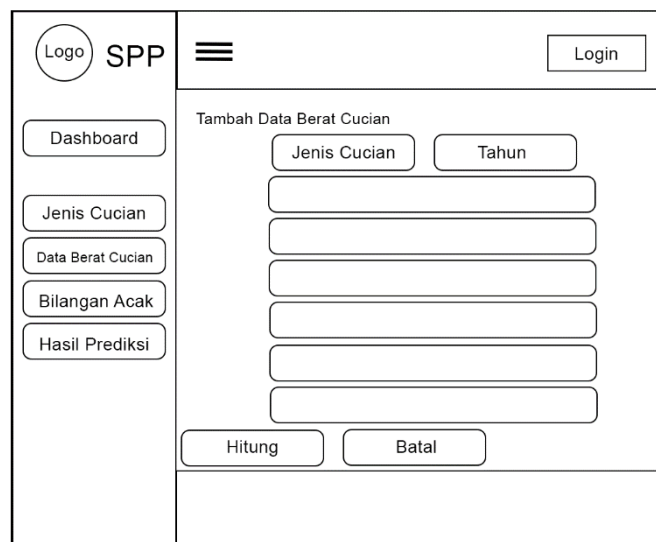 Logo SPP
Login
Dashboard
Jenis Cucian
Data Berat Cucian
Bilangan Acak
Hasil Prediksi
Tambah Data Berat Cucian
Jenis Cucian Tahun
Hitung Batal